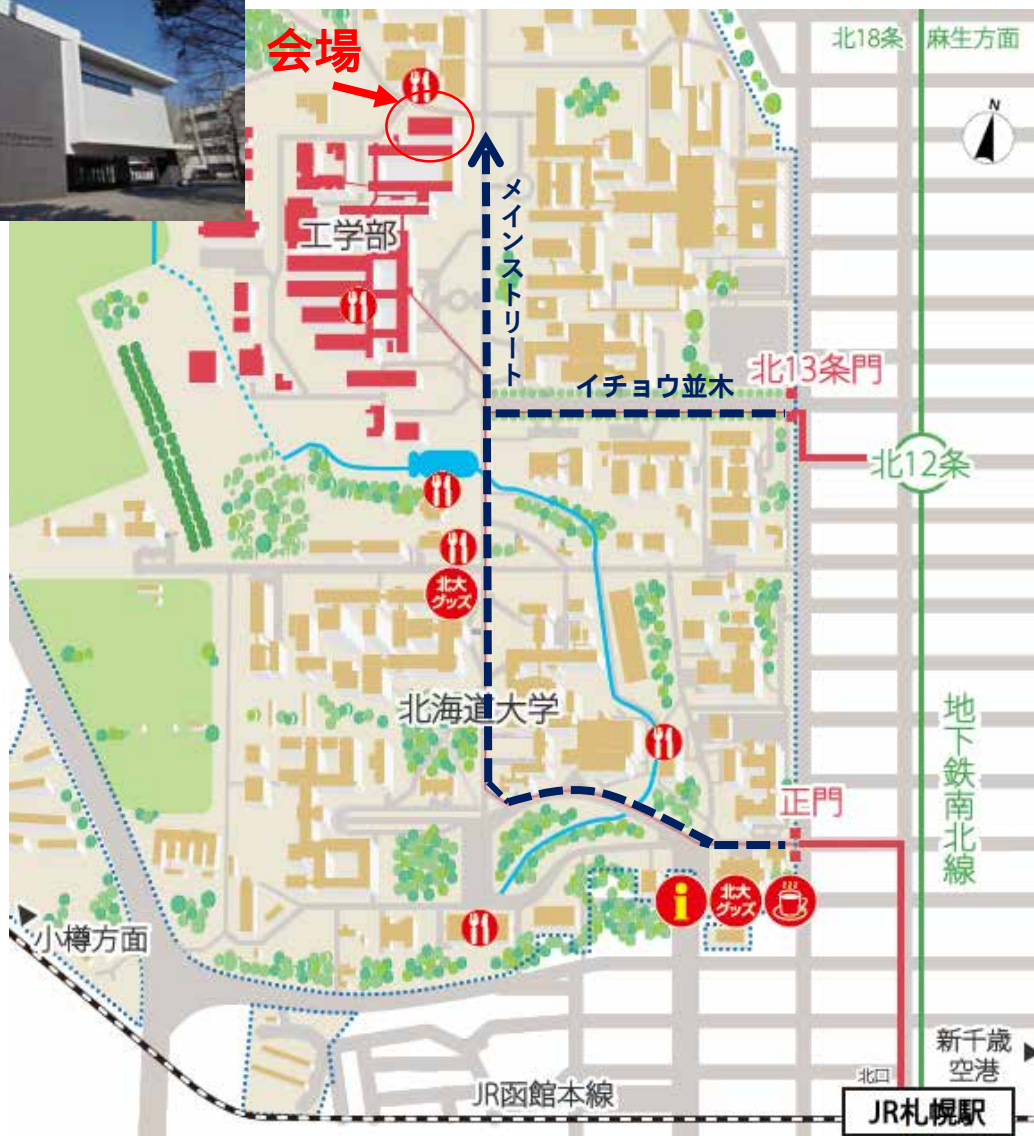 会場
北18条
麻生方面
N
メインストリート
工学部
北13条門
イチョウ並木
北12条
北大
グッズ
北海道大学
地下鉄南北線
正門
i
北大
グッズ
小樽方面
新千歳
空港
北口
JR函館本線
JR札幌駅